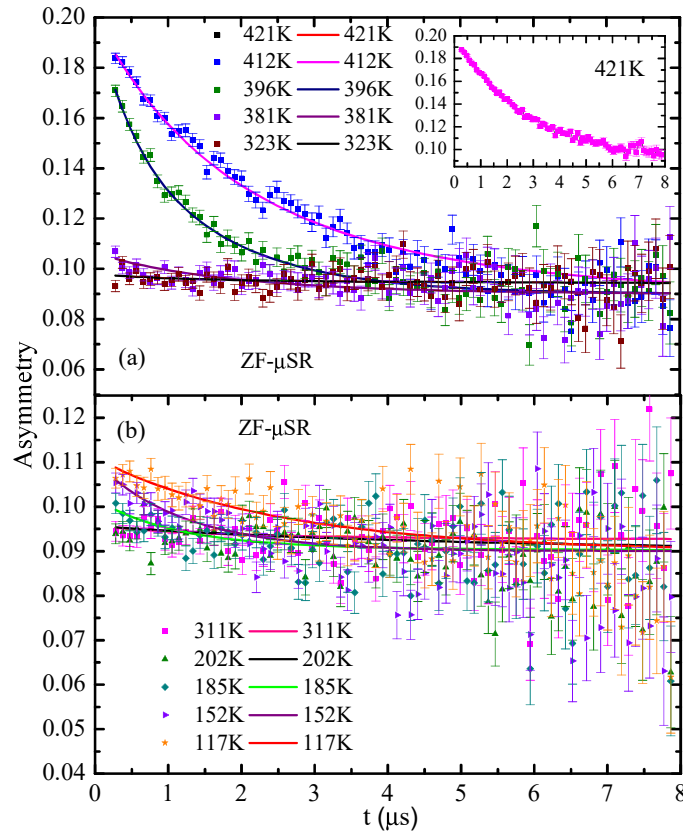 0.20
0.18
0.16
0.14
0.12
0.10
0.08
0.06
421K 421K
412K 412K
396K 396K
381K 381K
323K 323K
0.20
0.18
0.16
0.14
0.12
0.10
421K
0 1 2 3 4 5 6 7 8
(a)
ZF-μSR
Asymmetry
0.12
0.11
0.10
0.09
0.08
0.07
0.06
0.05
0.04
(b)
ZF-μSR
311K 311K
202K 202K
185K 185K
152K 152K
117K 117K
0 1 2 3 4 5 6 7 8
t (μs)